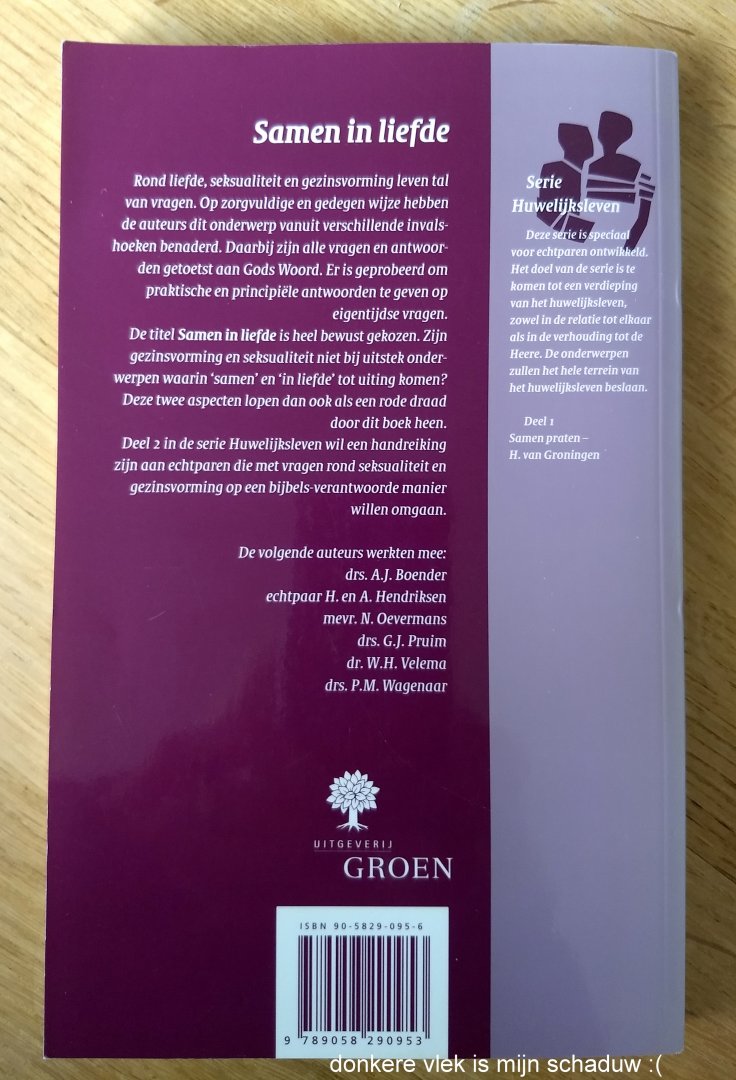 Samen in liefde
Rond liefde, seksualiteit en gezinsvorming leven tal
van vragen. Op zorgvuldige en gedegen wijze hebben
de auteurs dit onderwerp vanuit verschillende invals-
hoeken benaderd. Daarbij zijn alle vragen en antwoor-
den getoetst aan Gods Woord. Er is geprobeerd om
praktische en principiële antwoorden te geven op
eigentijdse vragen.
De titel Samen in liefde is heel bewust gekozen. Zijn
gezinsvorming en seksualiteit niet bij uitstek onder-
werpen waarin ‘samen’ en ‘in liefde’ tot uiting komen?
Deze twee aspecten lopen dan ook als een rode draad
door dit boek heen.
Deel 2 in de serie Huwelijksleven wil een handreiking
zijn aan echtparen die met vragen rond seksualiteit en
gezinsvorming op een bijbels-verantwoorde manier
willen omgaan.
De volgende auteurs werkten mee:
drs. A.J. Boender
echtpaar H. en A. Hendriksen
mevr. N. Oevermans
drs. G.J. Pruim
dr. W.H. Velema
drs. P.M. Wagenaar
UITGEVERIJ
GROEN
ISBN 90-5829-095-6
9 789058 290953
Serie
Huwelijksleven
Deze serie is speciaal
voor echtparen ontwikkeld.
Het doel van de serie is te
komen tot een verdieping
van het huwelijksleven,
zowel in de relatie tot elkaar
als in de verhouding tot de
Heere. De onderwerpen
zullen het hele terrein van
het huwelijksleven beslaan.
Deel 1
Samen praten –
H. van Groningen
donkere vlek is mijn schaduw :(